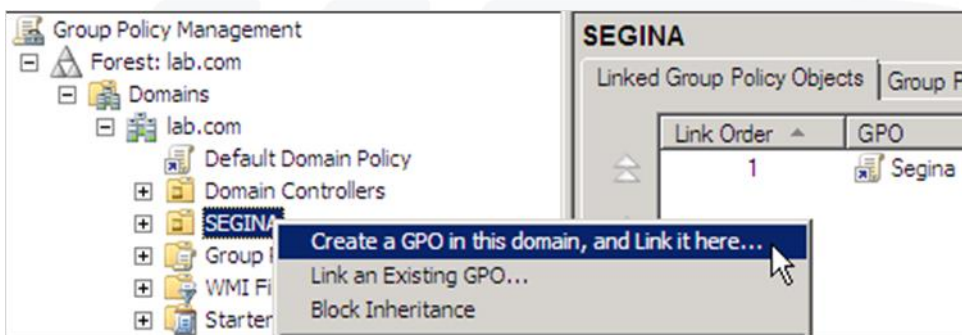 Group Policy Management
Forest: lab.com
Domains
lab.com
Default Domain Policy
Domain Controllers
SEGINA
Group
WMI Fi
Starter
Create a GPO in this domain, and Link it here...
Link an Existing GPO...
Block Inheritance
SEGINA
Linked Group Policy Objects
Group P
Link Order GPO
1 Segina